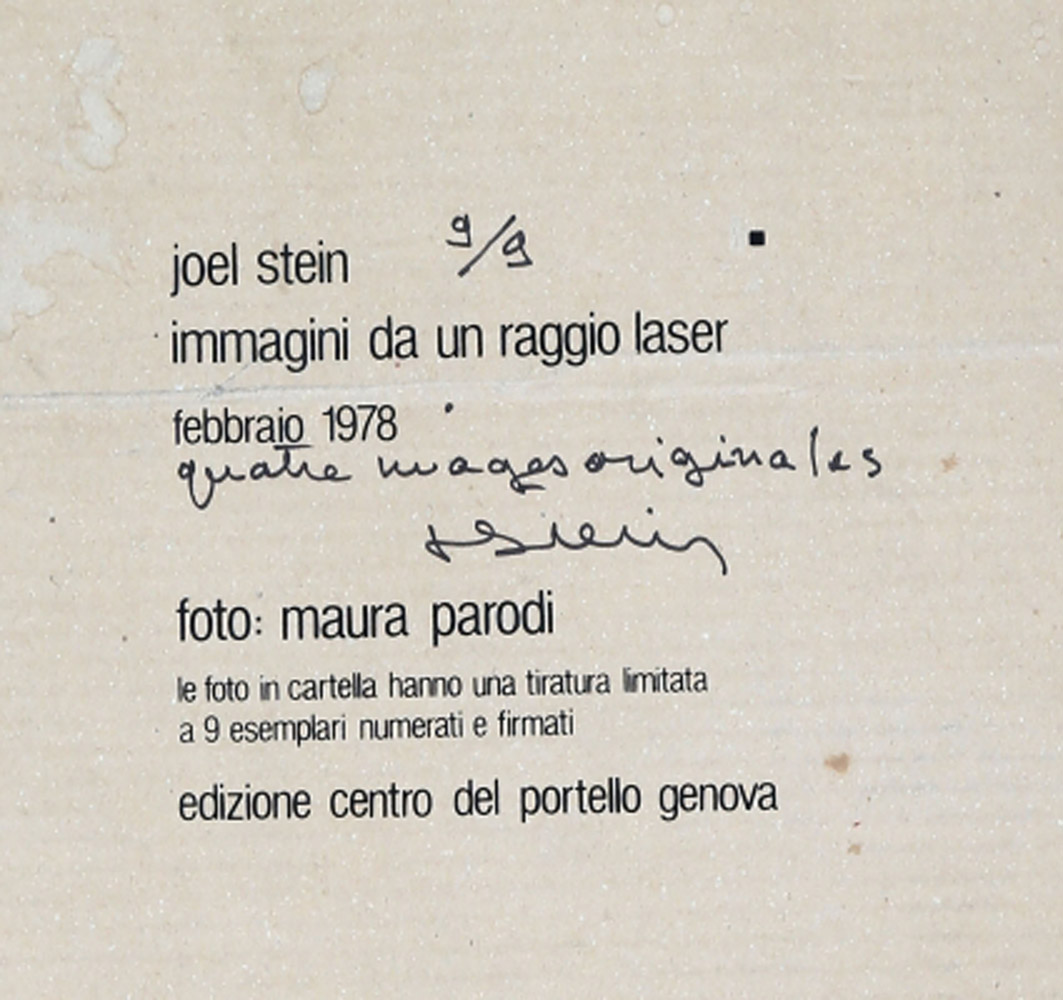 joel stein 9/9
immagini da un raggio laser
febbraio 1978
quatre images originales
JStein
foto: maura parodi
le foto in cartella hanno una tiratura limitata
a 9 esemplari numerati e firmati
edizione centro del portello genova